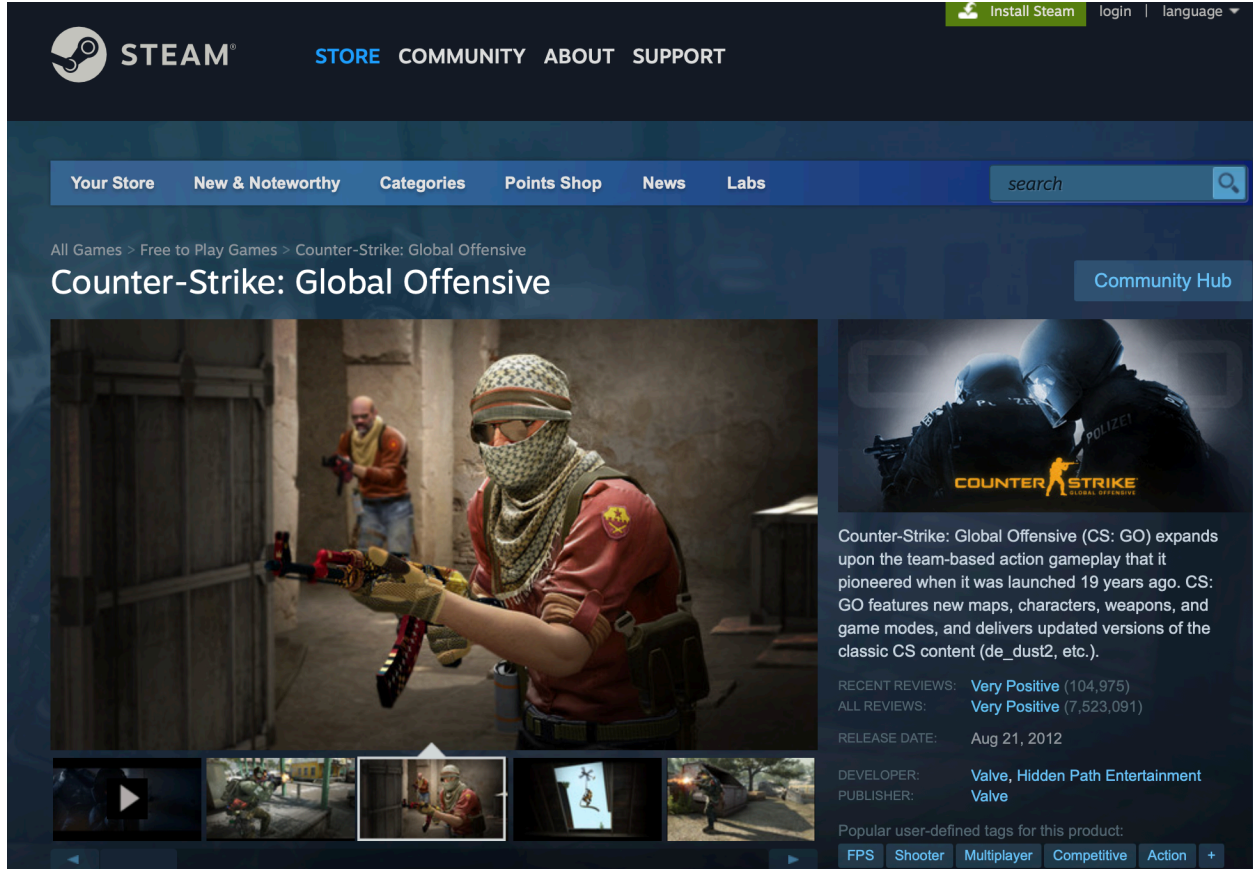 Install Steam
login | language
STEAM®
STORE COMMUNITY ABOUT SUPPORT
Your Store New & Noteworthy Categories Points Shop News Labs
search
All Games > Free to Play Games > Counter-Strike: Global Offensive
Counter-Strike: Global Offensive
Community Hub
POLIZEI
COUNTER STRIKE
GLOBAL OFFENSIVE
Counter-Strike: Global Offensive (CS: GO) expands
upon the team-based action gameplay that it
pioneered when it was launched 19 years ago. CS:
GO features new maps, characters, weapons, and
game modes, and delivers updated versions of the
classic CS content (de_dust2, etc.).
RECENT REVIEWS: Very Positive (104,975)
ALL REVIEWS: Very Positive (7,523,091)
RELEASE DATE: Aug 21, 2012
DEVELOPER: Valve, Hidden Path Entertainment
PUBLISHER: Valve
Popular user-defined tags for this product:
FPS Shooter Multiplayer Competitive Action +